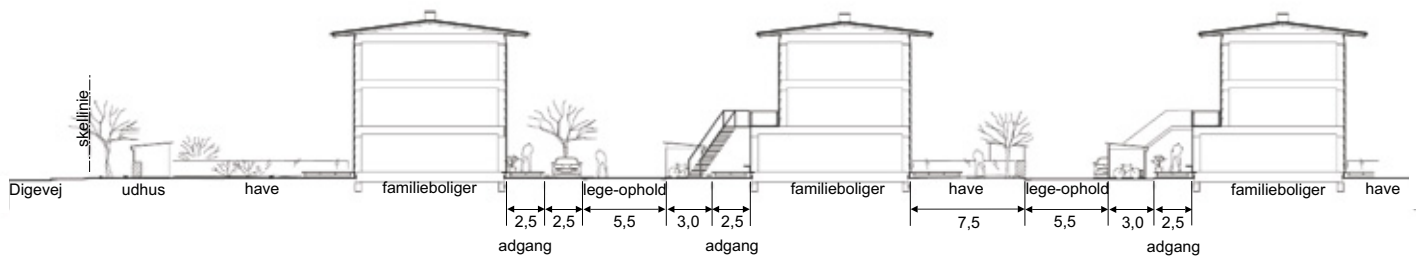 skellinie
Digevej udhus have familieboliger lege-ophold familieboliger have lege-ophold familieboliger have
2,5 2,5 5,5 3,0 2,5 7,5 5,5 3,0 2,5
adgang adgang adgang